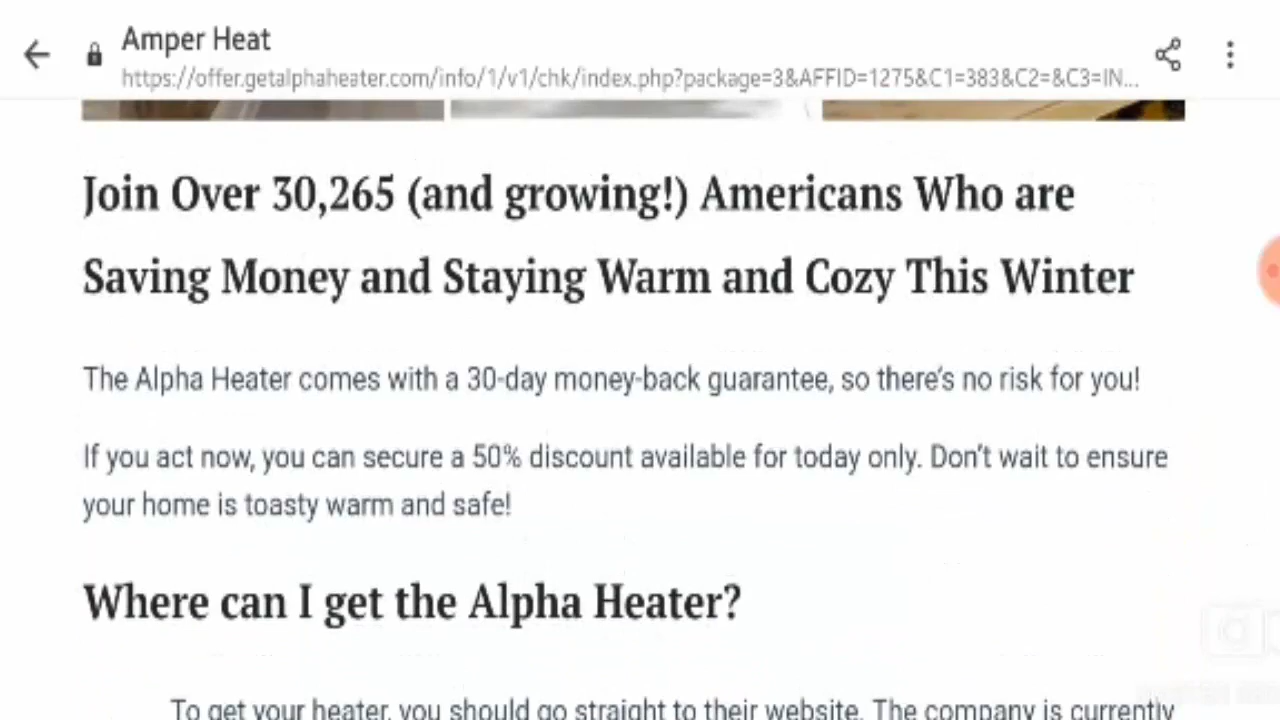 Amper Heat
https://offer.getalphaheater.com/info/1/v1/chk/index.php?package=3&AFFID=1275&C1=383&C2=&C3=IN...
Join Over 30,265 (and growing!) Americans Who are
Saving Money and Staying Warm and Cozy This Winter
The Alpha Heater comes with a 30-day money-back guarantee, so there's no risk for you!
If you act now, you can secure a 50% discount available for today only. Don't wait to ensure
your home is toasty warm and safe!
Where can I get the Alpha Heater?
To get your heater, you should go straight to their website. The company is currently